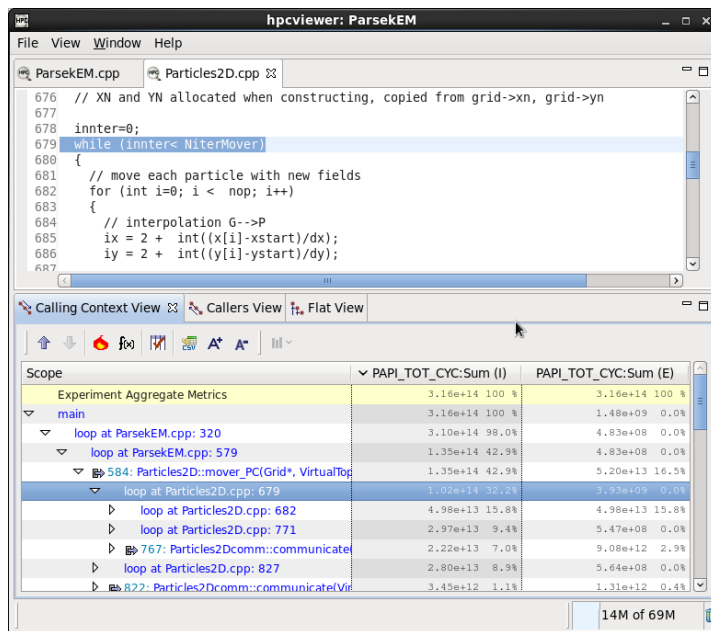 hpcviewer: ParsekEM
File View Window Help
ParsekEM.cpp Particles2D.cpp
676 // XN and YN allocated when constructing, copied from grid->xn, grid->yn
677
678 innter=0;
679 while (innter< NiterMover)
680 {
681 // move each particle with new fields
682 for (int i=0; i < nop; i++)
683 {
684 // interpolation G-->P
685 ix = 2 + int((x[i]-xstart)/dx);
686 iy = 2 + int((y[i]-ystart)/dy);
687
Calling Context View Callers View Flat View
f(x) CSV A+ A-
Scope PAPI_TOT_CYC:Sum (I) PAPI_TOT_CYC:Sum (E)
Experiment Aggregate Metrics 3.16e+14 100 % 3.16e+14 100 %
main 3.16e+14 100 % 1.48e+09 0.0%
loop at ParsekEM.cpp: 320 3.10e+14 98.0% 4.83e+08 0.0%
loop at ParsekEM.cpp: 579 1.35e+14 42.9% 4.83e+08 0.0%
584: Particles2D::mover_PC(Grid*, VirtualTop 1.35e+14 42.9% 5.20e+13 16.5%
loop at Particles2D.cpp: 679 1.02e+14 32.2% 3.93e+09 0.0%
loop at Particles2D.cpp: 682 4.98e+13 15.8% 4.98e+13 15.8%
loop at Particles2D.cpp: 771 2.97e+13 9.4% 5.47e+08 0.0%
767: Particles2Dcomm::communicate( 2.22e+13 7.0% 9.08e+12 2.9%
loop at Particles2D.cpp: 827 2.80e+13 8.9% 5.64e+08 0.0%
822: Particles2Dcomm::communicate(Vir 3.45e+12 1.1% 1.31e+12 0.4%
14M of 69M